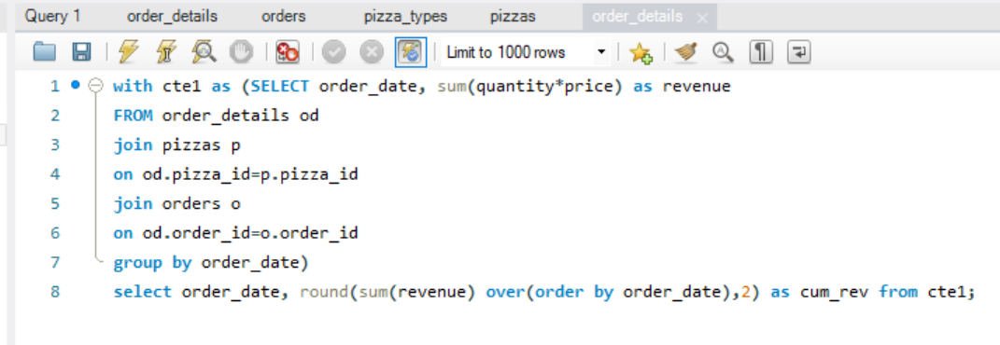 Query 1 order_details orders pizza_types pizzas order_details
Limit to 1000 rows
1 with cte1 as (SELECT order_date, sum(quantity*price) as revenue
2 FROM order_details od
3 join pizzas p
4 on od.pizza_id=p.pizza_id
5 join orders o
6 on od.order_id=o.order_id
7 group by order_date)
8 select order_date, round(sum(revenue) over(order by order_date),2) as cum_rev from cte1;